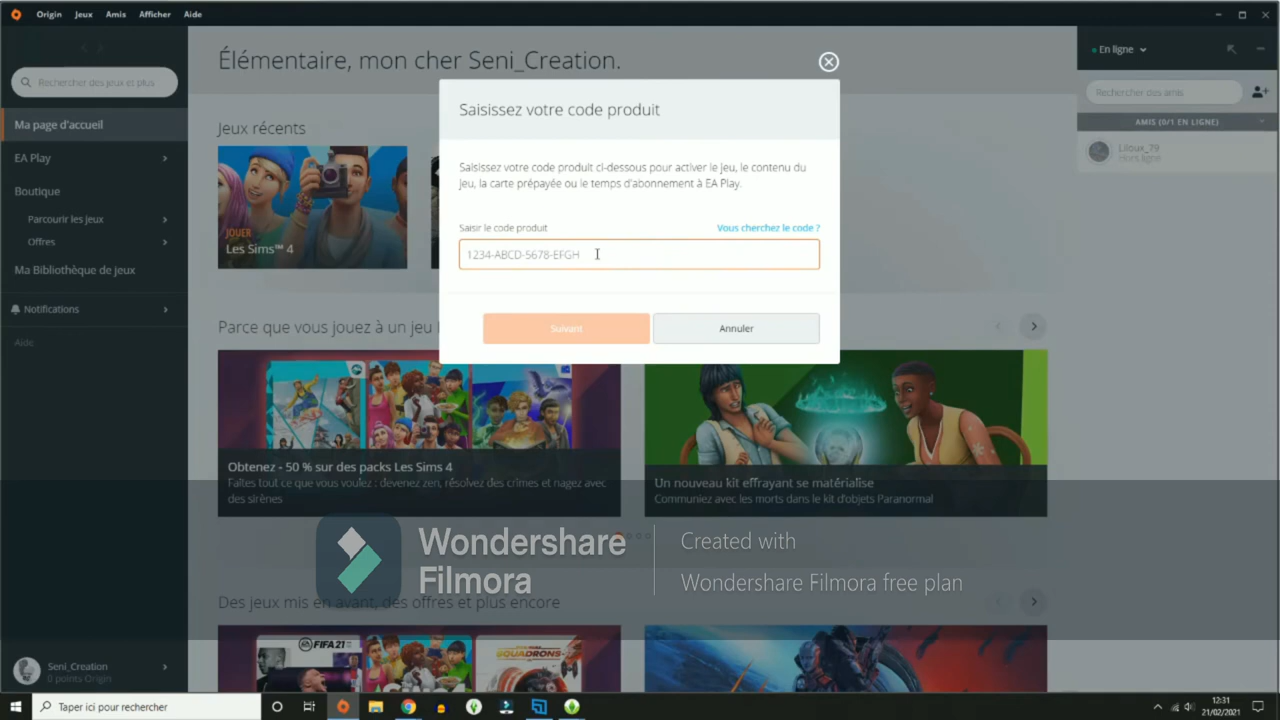 Origin Jeux Amis Afficher Aide
Rechercher des jeux et plus
Ma page d'accueil
EA Play
Boutique
Parcourir les jeux
Offres
Ma Bibliothèque de jeux
Notifications
Aide
Seni_Creation
0 points Origin
Élémentaire, mon cher Seni_Creation.
Jeux récents
JOUER
Les Sims™ 4
Saisissez votre code produit
Saisissez votre code produit ci-dessous pour activer le jeu, le contenu du
jeu, la carte prépayée ou le temps d'abonnement à EA Play.
Saisir le code produit
Vous cherchez le code ?
1234-ABCD-5678-EFGH
Suivant
Annuler
Parce que vous jouez à un jeu
Obtenez - 50 % sur des packs Les Sims 4
Faites tout ce que vous voulez : devenez zen, résolvez des crimes et nagez avec
des sirènes
Un nouveau kit effrayant se matérialise
Communiez avec les morts dans le kit d'objets Paranormal
Wondershare
Filmora
Created with
Wondershare Filmora free plan
Des jeux mis en avant, des offres et plus encore
FIFA 21
SQUADRONS
En ligne
Rechercher des amis
AMIS (0/1 EN LIGNE)
Liloux_79
Hors ligne
Taper ici pour rechercher
12:31
21/02/2021